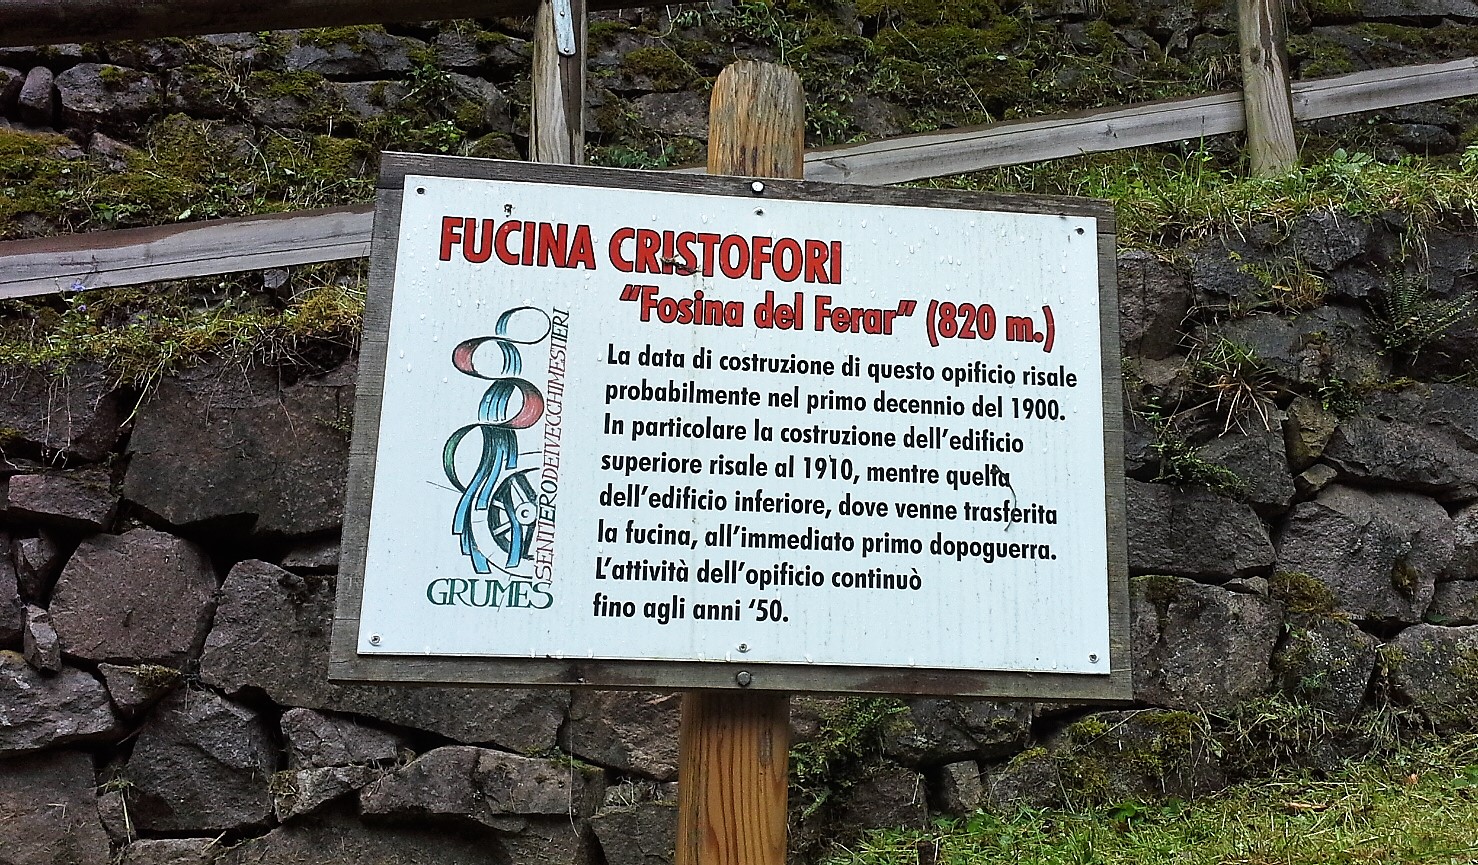 FUCINA CRISTOFORI
“Fosina del Ferar” (820 m.)
La data di costruzione di questo opificio risale
probabilmente nel primo decennio del 1900.
In particolare la costruzione dell’edificio
superiore risale al 1910, mentre quella
dell’edificio inferiore, dove venne trasferita
la fucina, all’immediato primo dopoguerra.
L’attività dell’opificio continuò
fino agli anni ‘50.
SENTIERODEIVECCHIMESTIERI
GRUMES